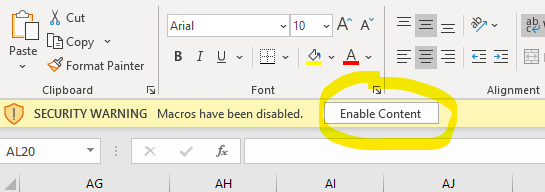 Cut
Copy
Paste
Format Painter
Arial 10 A A
B I U A
ab
Clipboard Font Alignment
SECURITY WARNING Macros have been disabled. Enable Content
AL20 fx
AG AH AI AJ